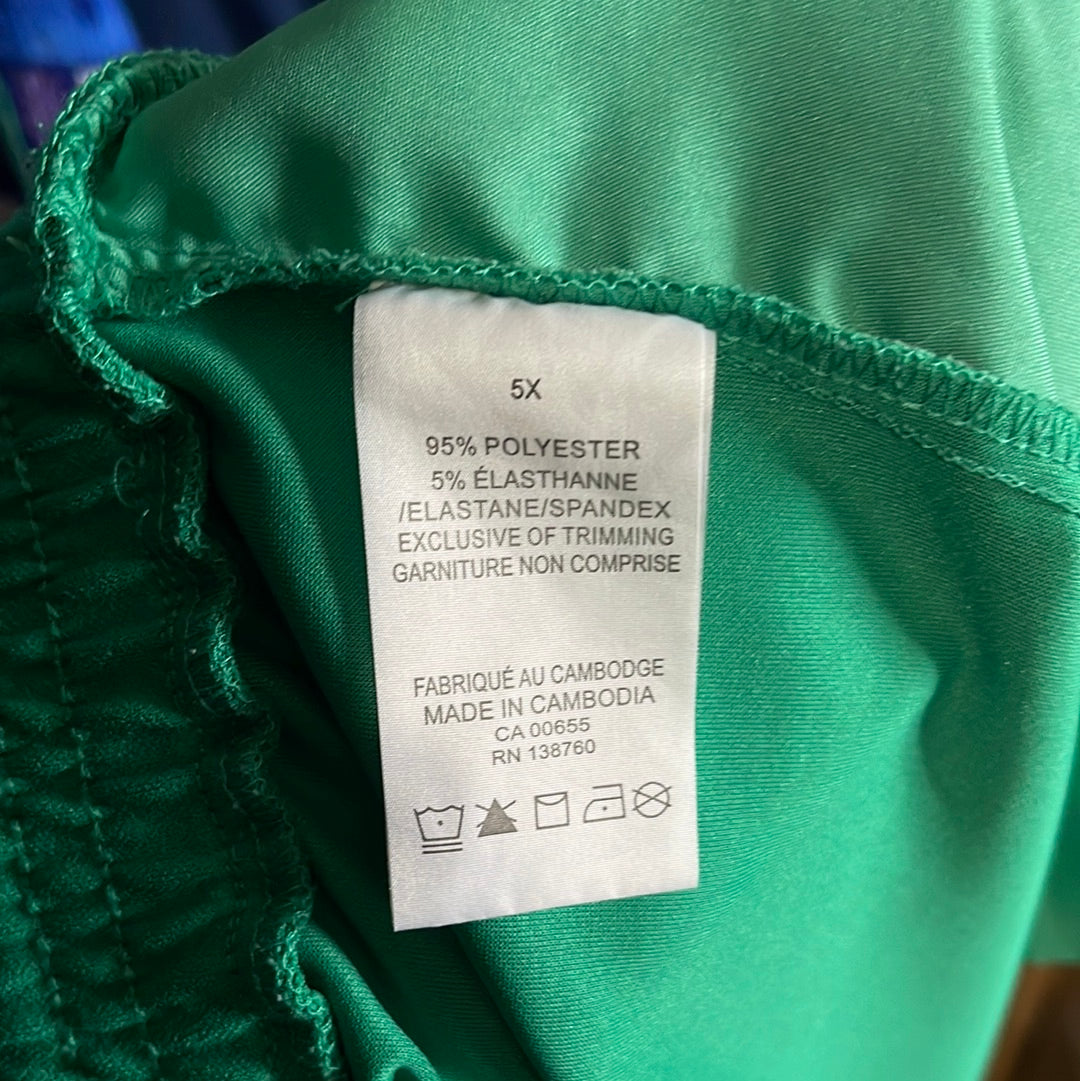 5X
95% POLYESTER
5% ÉLASTHANNE
/ELASTANE/SPANDEX
EXCLUSIVE OF TRIMMING
GARNITURE NON COMPRISE
FABRIQUÉ AU CAMBODGE
MADE IN CAMBODIA
CA 00655
RN 138760